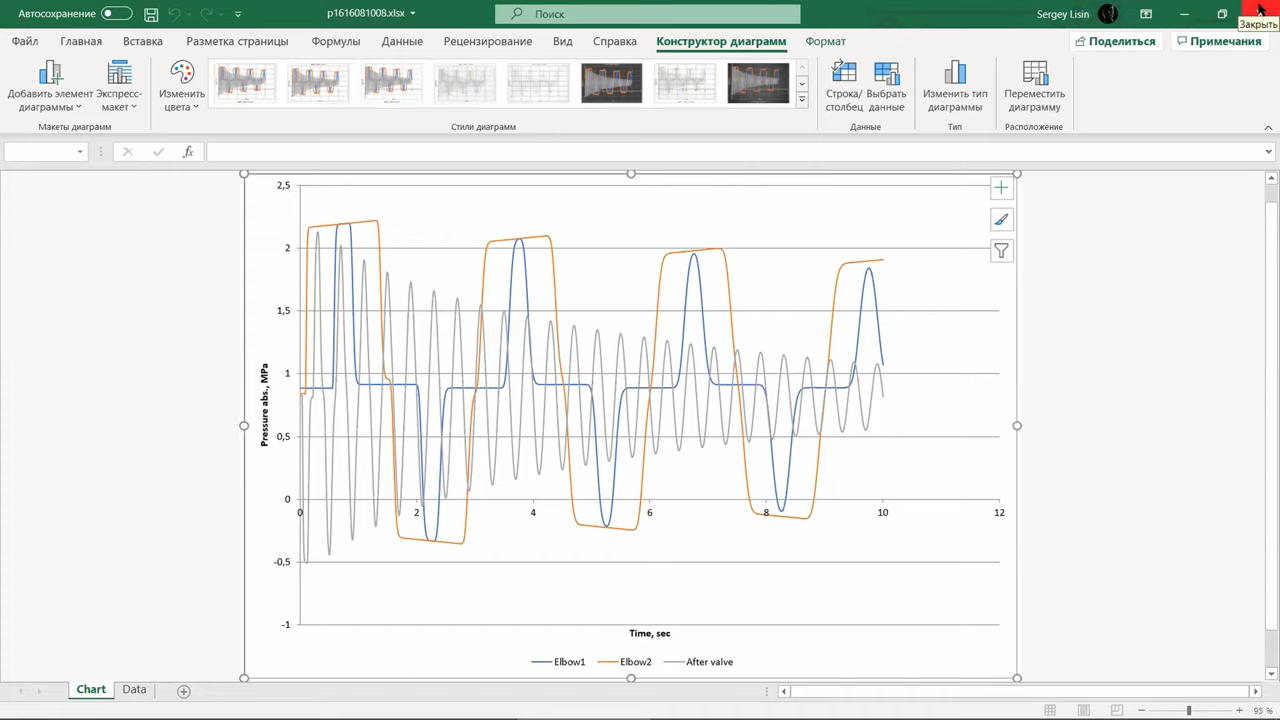 Автосохранение
p1616081008.xlsx
Поиск
Sergey Lisin
Закрыть
Файл Главная Вставка Разметка страницы Формулы Данные Рецензирование Вид Справка Конструктор диаграмм Формат
Поделиться Примечания
Добавить элемент диаграммы
Экспресс-макет
Изменить цвета
Строка/столбец
Выбрать данные
Изменить тип диаграммы
Переместить диаграмму
Макеты диаграмм
Стили диаграмм
Данные
Тип
Расположение
fx
2,5
2
1,5
1
0,5
0
-0,5
-1
Pressure abs., MPa
0 2 4 6 8 10 12
Time, sec
Elbow1 Elbow2 After valve
Chart Data
95 %